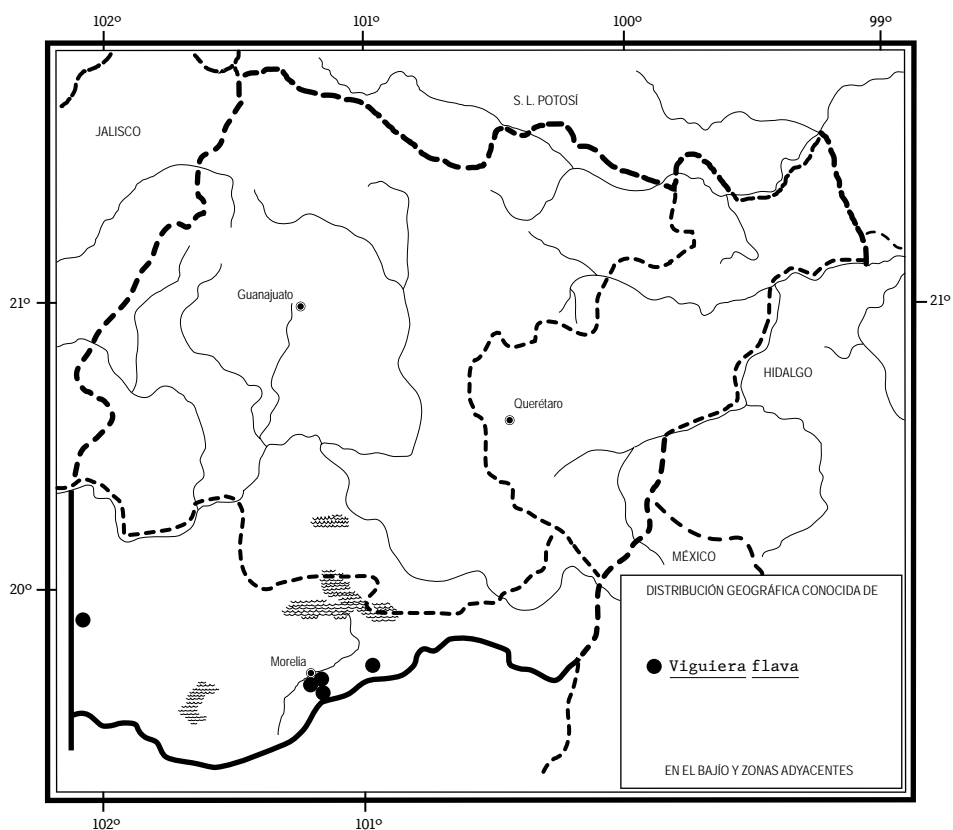 102º 101º 100º 99º
S. L. POTOSÍ
JALISCO
Guanajuato
21º 21º
HIDALGO
Querétaro
MÉXICO
20º
DISTRIBUCIÓN GEOGRÁFICA CONOCIDA DE
Morelia
Viguiera flava
EN EL BAJÍO Y ZONAS ADYACENTES
102º 101º